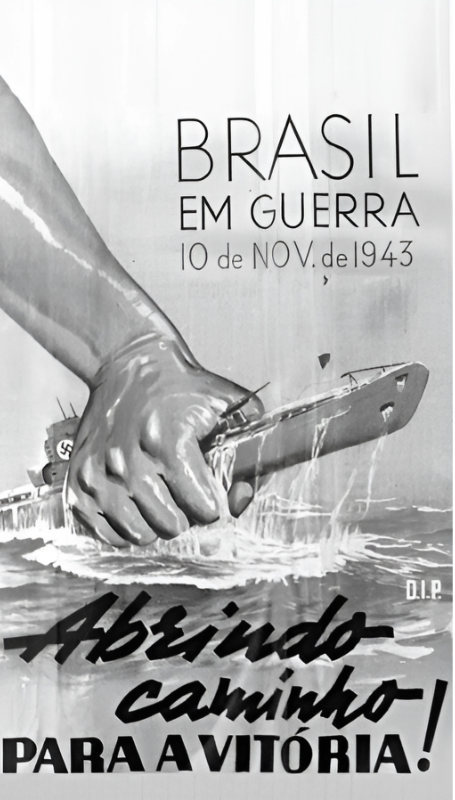 BRASIL
EM GUERRA
10 de NOV. de 1943
D.I.P.
Abrindo
caminho
PARA A VITÓRIA!